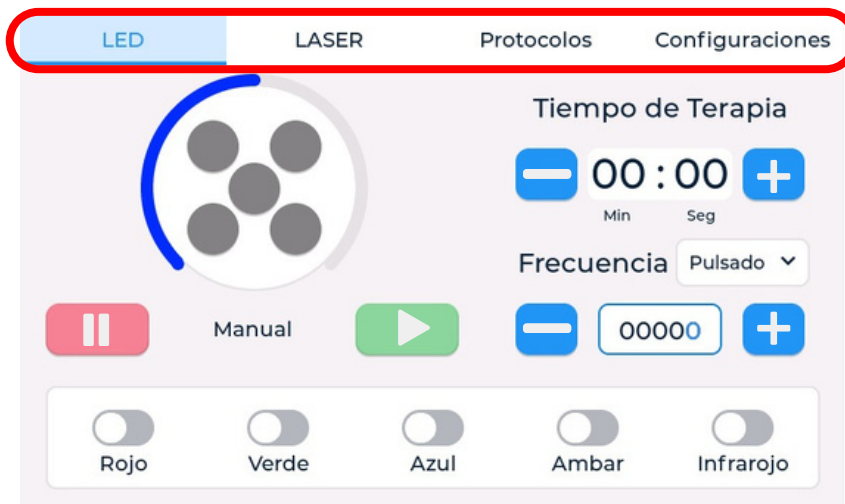 LED LASER Protocolos Configuraciones
Tiempo de Terapia
00 : 00
Min Seg
Frecuencia Pulsado
Manual 00000
Rojo Verde Azul Ambar Infrarojo